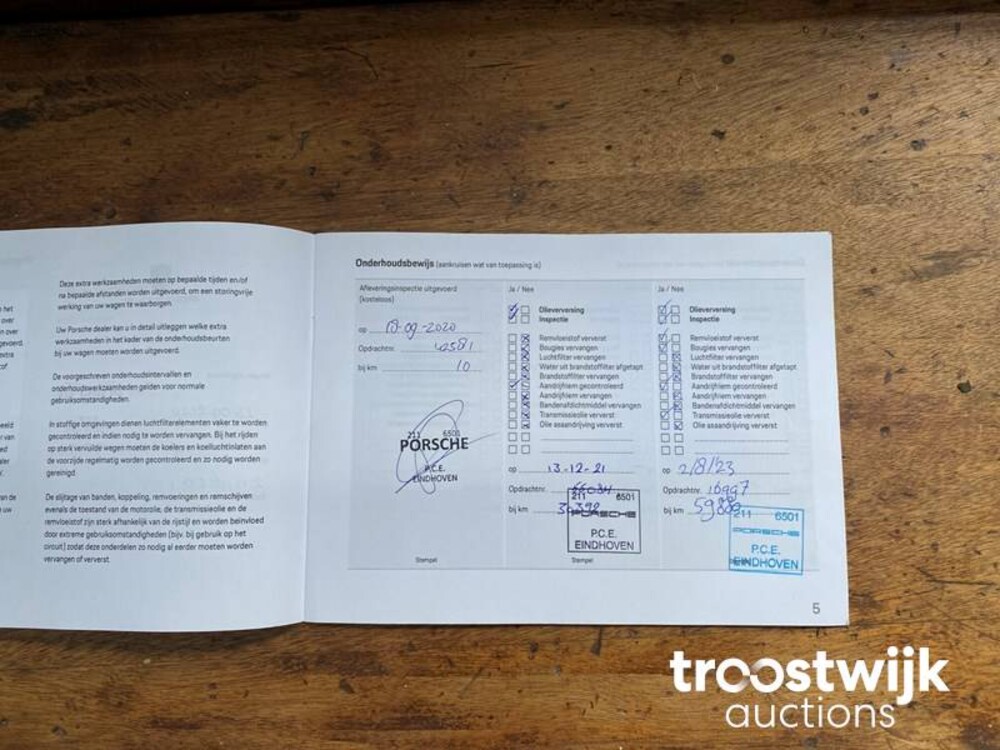 Deze extra werkzaamheden moeten op bepaalde tijden en/of
na bepaalde afstanden worden uitgevoerd, om een storingvrije
werking van uw wagen te waarborgen.
Uw Porsche dealer kan u in detail uitleggen welke extra
werkzaamheden in het kader van de onderhoudsbeurten
bij uw wagen moeten worden uitgevoerd.
De voorgeschreven onderhoudsintervallen en
onderhoudswerkzaamheden gelden voor normale
gebruiksomstandigheden.
In stoffige omgevingen dienen luchtfilterelementen vaker te worden
gecontroleerd en indien nodig te worden vervangen. Bij het rijden
op sterk vervuilde wegen moeten de koelers en koelluchtinlaten aan
de voorzijde regelmatig worden gecontroleerd en zo nodig worden
gereinigd.
De slijtage van banden, koppeling, remvoeringen en remschijven
evenals de toestand van de motorolie, de transmissieolie en de
remvloeistof zijn sterk afhankelijk van de rijstijl en worden beïnvloed
door extreme gebruiksomstandigheden (bijv. bij gebruik op het
circuit) zodat deze onderdelen zo nodig al eerder moeten worden
vervangen of ververst.
Onderhoudsbewijs (aankruisen wat van toepassing is)
Afleveringsinspectie uitgevoerd
(kosteloos)
op
-09-2020
Opdrachtnr.
bij km 10
211 6501
PORSCHE
P.C.E.
EINDHOVEN
Stempel
Ja / Nee
Olieverversing
Inspectie
Remvloeistof ververst
Bougies vervangen
Luchtfilter vervangen
Water uit brandstoffilter afgetapt
Brandstoffilter vervangen
Aandrijfriem gecontroleerd
Aandrijfriem vervangen
Bandenafdichtmiddel vervangen
Transmissieolie ververst
Olie asaandrijving ververst
op 13-12-21
Opdrachtnr.
bij km
211 6501
PORSCHE
P.C.E.
EINDHOVEN
Stempel
Ja / Nee
Olieverversing
Inspectie
Remvloeistof ververst
Bougies vervangen
Luchtfilter vervangen
Water uit brandstoffilter afgetapt
Brandstoffilter vervangen
Aandrijfriem gecontroleerd
Aandrijfriem vervangen
Bandenafdichtmiddel vervangen
Transmissieolie ververst
Olie asaandrijving ververst
op 2/8/23
Opdrachtnr. 16997
bij km
211 6501
PORSCHE
P.C.E.
EINDHOVEN
5
troostwijk
auctions